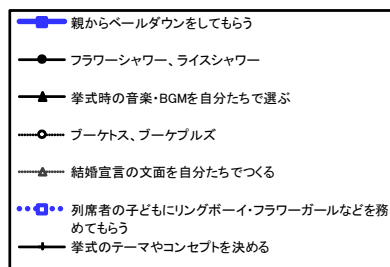 親からベールダウンをしてもらう
フラワーシャワー、ライスシャワー
挙式時の音楽・BGMを自分たちで選ぶ
ブーケトス、ブーケプルズ
結婚宣言の文面を自分たちでつくる
列席者の子どもにリングボーイ・フラワーガールなどを務
めてもらう
挙式のテーマやコンセプトを決める